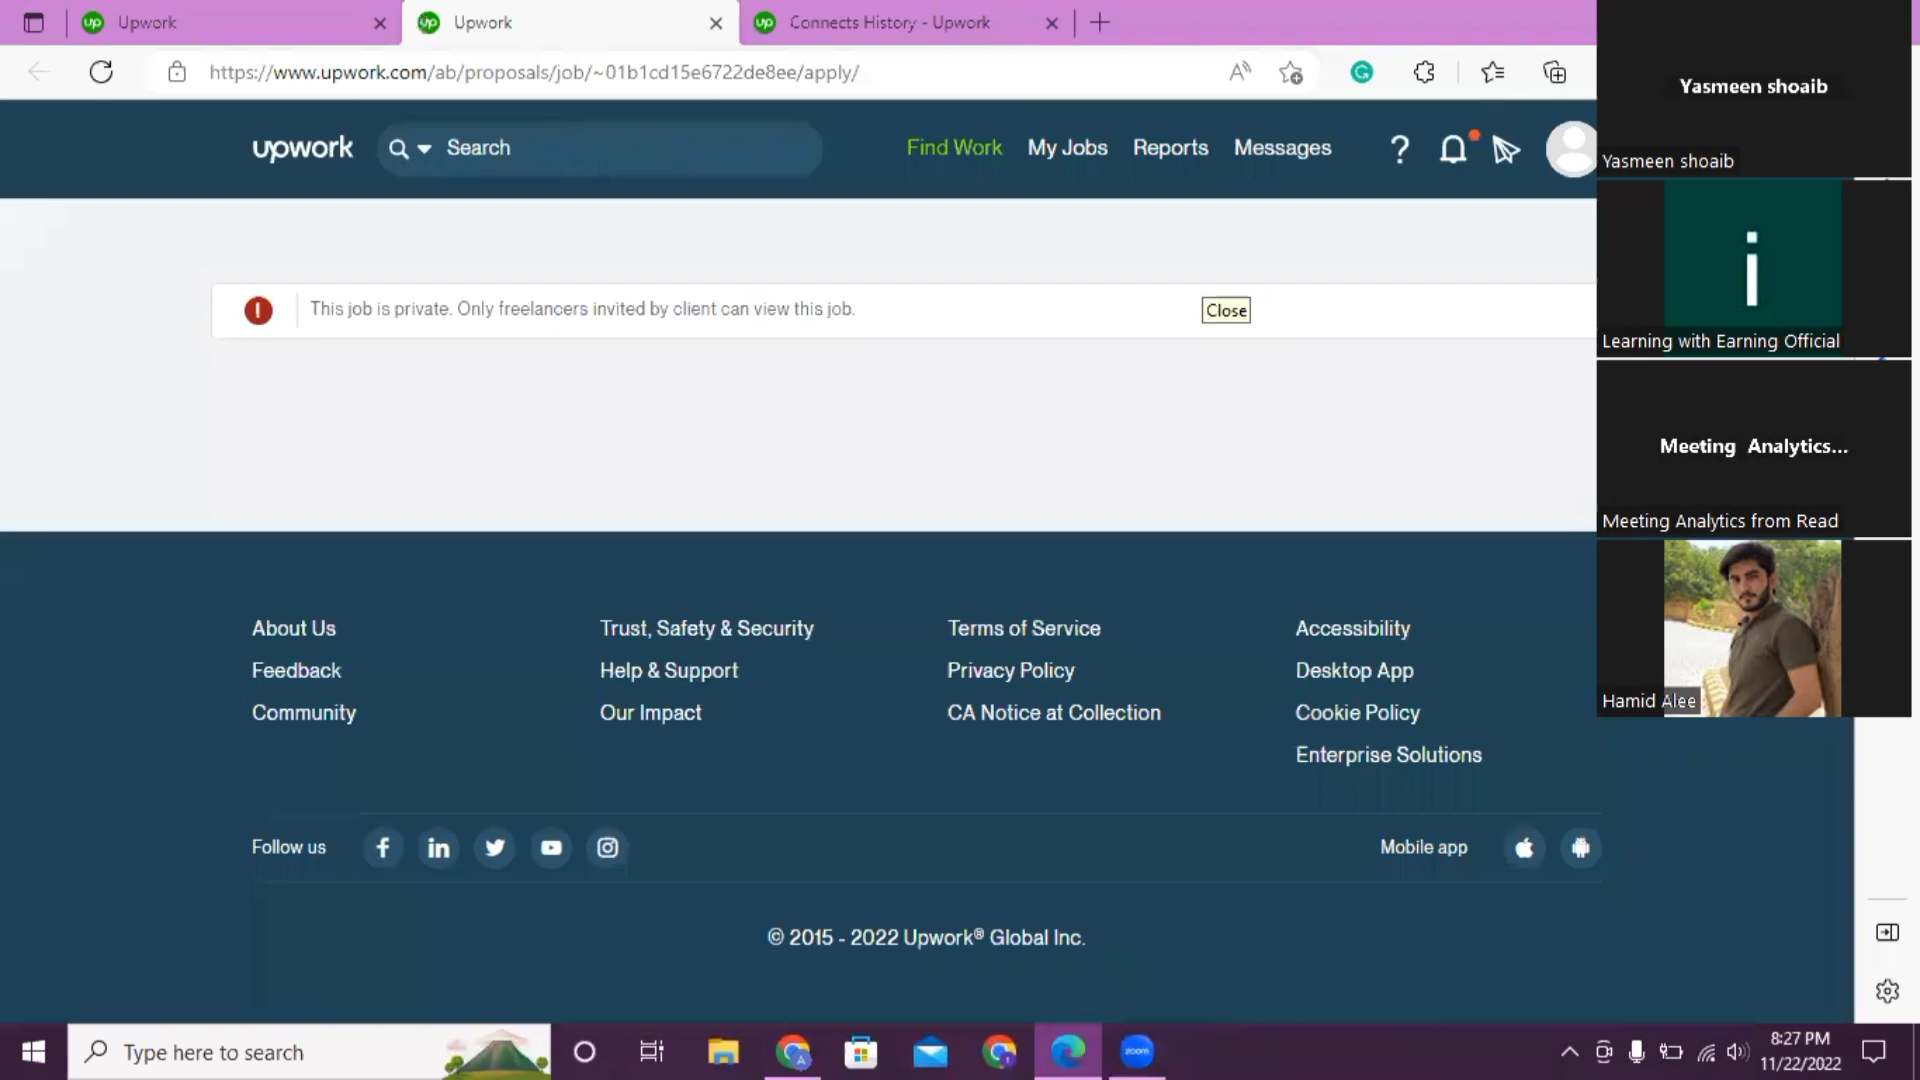 Upwork
Upwork
Connects History - Upwork
https://www.upwork.com/ab/proposals/job/~01b1cd15e6722de8ee/apply/
upwork
Search
Find Work
My Jobs
Reports
Messages
This job is private. Only freelancers invited by client can view this job.
Close
Yasmeen shoaib
Yasmeen shoaib
i
Learning with Earning Official
Meeting Analytics...
Meeting Analytics from Read
Hamid Alee
About Us
Feedback
Community
Trust, Safety & Security
Help & Support
Our Impact
Terms of Service
Privacy Policy
CA Notice at Collection
Accessibility
Desktop App
Cookie Policy
Enterprise Solutions
Follow us
Mobile app
© 2015 - 2022 Upwork® Global Inc.
Type here to search
zoom
8:27 PM
11/22/2022